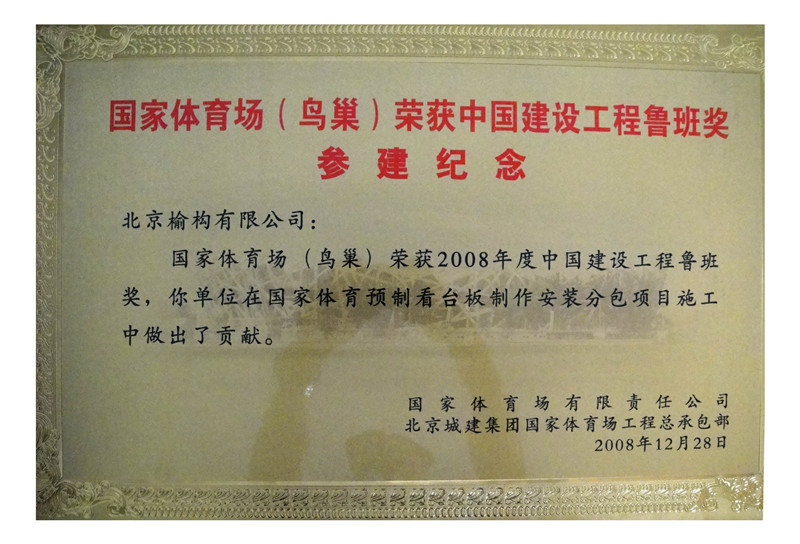 国家体育场（鸟巢）荣获中国建设工程鲁班奖
参建纪念
北京榆构有限公司：
国家体育场（鸟巢）荣获2008年度中国建设工程鲁班
奖，你单位在国家体育预制看台板制作安装分包项目施工
中做出了贡献。
国家体育场有限责任公司
北京城建集团国家体育场工程总承包部
2008年12月28日